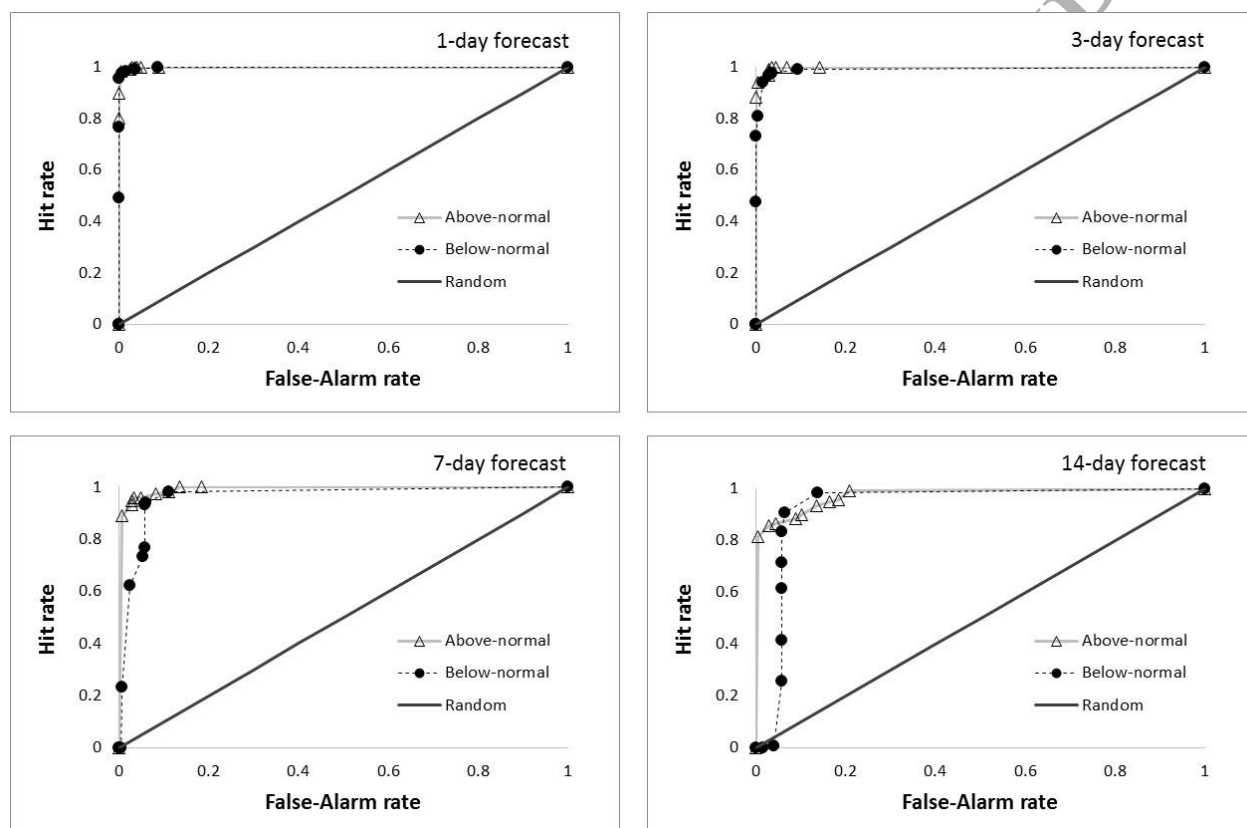 1-day forecast
1
0.8
0.6
0.4
0.2
0
Hit rate
Above-normal
Below-normal
Random
0 0.2 0.4 0.6 0.8 1
False-Alarm rate
3-day forecast
1
0.8
0.6
0.4
0.2
0
Hit rate
Above-normal
Below-normal
Random
0 0.2 0.4 0.6 0.8 1
False-Alarm rate
7-day forecast
1
0.8
0.6
0.4
0.2
0
Hit rate
Above-normal
Below-normal
Random
0 0.2 0.4 0.6 0.8 1
False-Alarm rate
14-day forecast
1
0.8
0.6
0.4
0.2
0
Hit rate
Above-normal
Below-normal
Random
0 0.2 0.4 0.6 0.8 1
False-Alarm rate